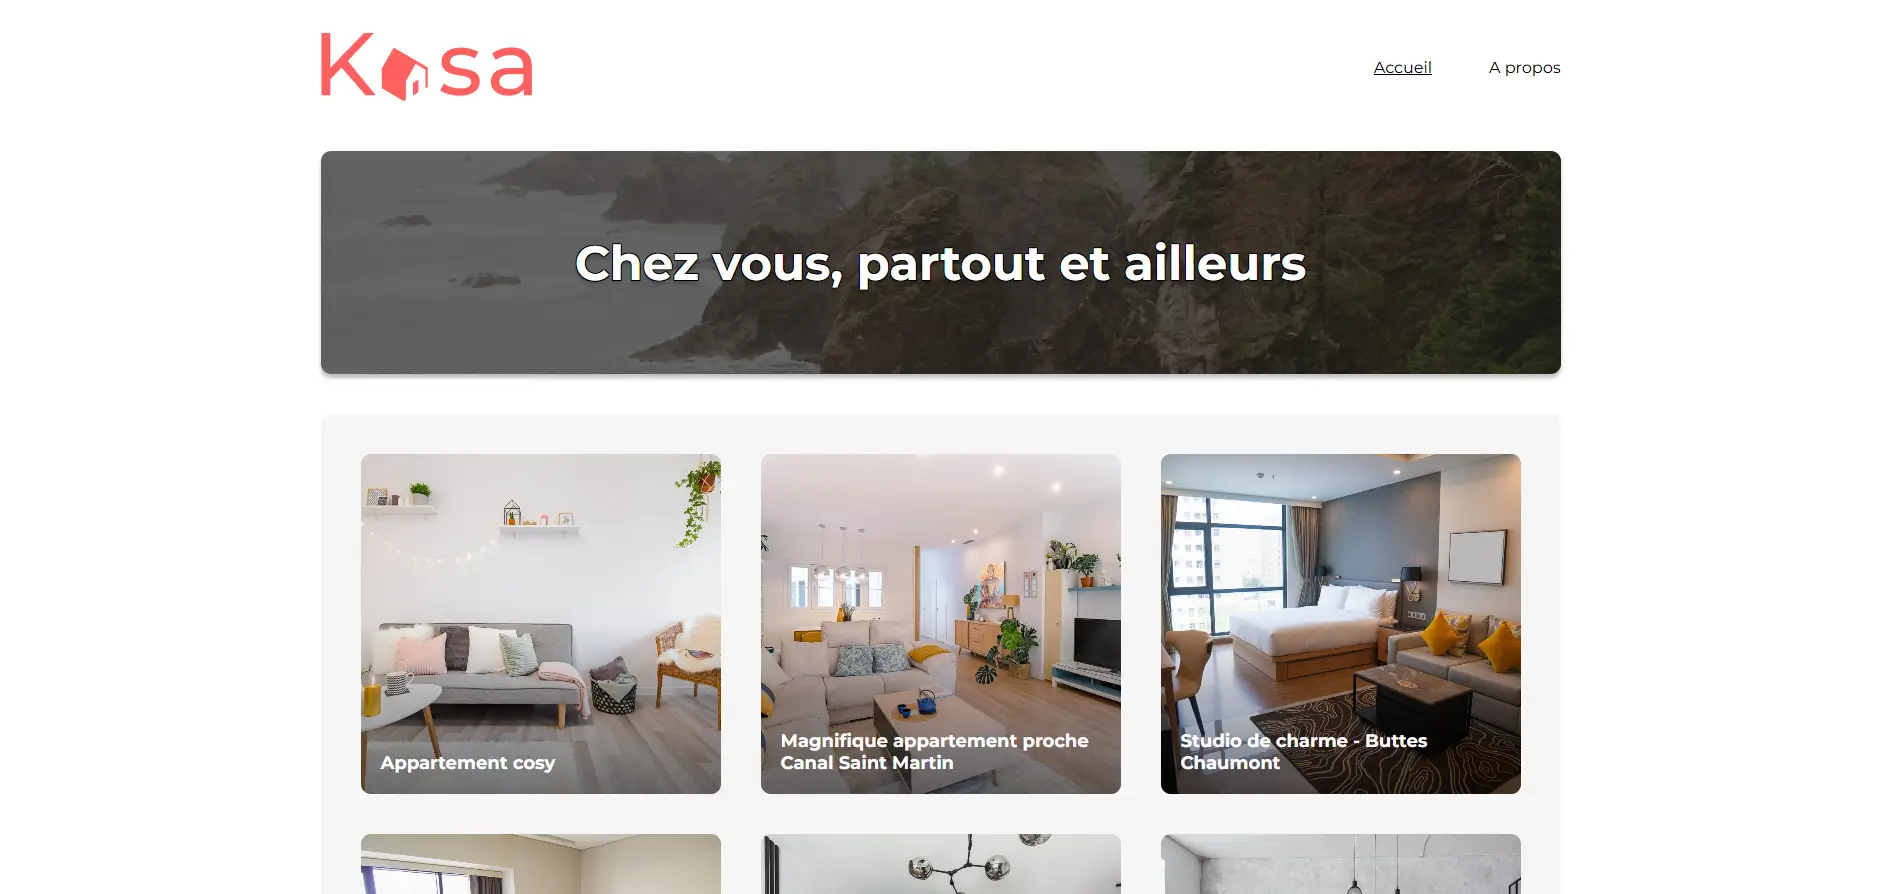 Kasa
Accueil
A propos
Chez vous, partout et ailleurs
Appartement cosy
Magnifique appartement proche
Canal Saint Martin
Studio de charme - Buttes
Chaumont